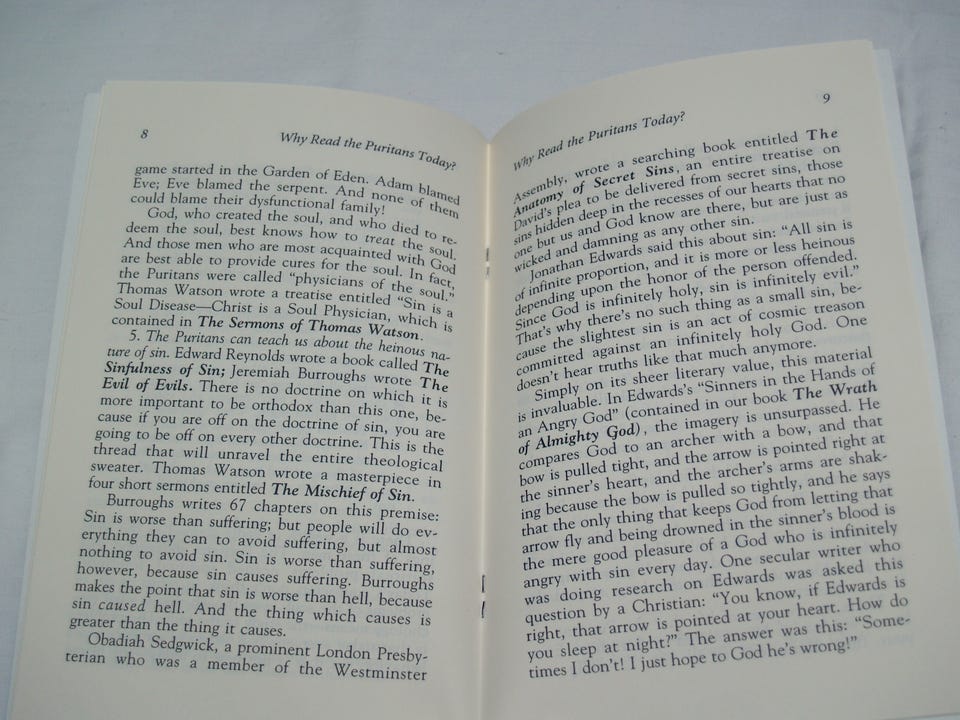 8
Why Read the Puritans Today?
game started in the Garden of Eden. Adam blamed
Eve; Eve blamed the serpent. And none of them
could blame their dysfunctional family!
God, who created the soul, and who died to re-
deem the soul, best knows how to treat the soul.
And those men who are most acquainted with God
are best able to provide cures for the soul. In fact,
the Puritans were called “physicians of the soul.”
Thomas Watson wrote a treatise entitled “Sin is a
Soul Disease—Christ is a Soul Physician, which is
contained in The Sermons of Thomas Watson.
5. The Puritans can teach us about the heinous na-
ture of sin. Edward Reynolds wrote a book called The
Sinfulness of Sin; Jeremiah Burroughs wrote The
Evil of Evils. There is no doctrine on which it is
more important to be orthodox than this one, be-
cause if you are off on the doctrine of sin, you are
going to be off on every other doctrine. This is the
thread that will unravel the entire theological
sweater. Thomas Watson wrote a masterpiece in
four short sermons entitled The Mischief of Sin.
Burroughs writes 67 chapters on this premise:
Sin is worse than suffering; but people will do ev-
erything they can to avoid suffering, but almost
nothing to avoid sin. Sin is worse than suffering,
however, because sin causes suffering. Burroughs
makes the point that sin is worse than hell, because
sin caused hell. And the thing which causes is
greater than the thing it causes.
Obadiah Sedgwick, a prominent London Presby-
terian who was a member of the Westminster
9
Why Read the Puritans Today?
Assembly, wrote a searching book entitled The
Anatomy of Secret Sins, an entire treatise on
David's plea to be delivered from secret sins, those
sins hidden deep in the recesses of our hearts that no
one but us and God know are there, but are just as
wicked and damning as any other sin.
Jonathan Edwards said this about sin: “All sin is
of infinite proportion, and it is more or less heinous
depending upon the honor of the person offended.
Since God is infinitely holy, sin is infinitely evil.”
That's why there's no such thing as a small sin, be-
cause the slightest sin is an act of cosmic treason
committed against an infinitely holy God. One
doesn't hear truths like that much anymore.
Simply on its sheer literary value, this material
is invaluable. In Edwards's “Sinners in the Hands of
an Angry God” (contained in our book The Wrath
of Almighty God), the imagery is unsurpassed. He
compares God to an archer with a bow, and that
bow is pulled tight, and the arrow is pointed right at
the sinner's heart, and the archer's arms are shak-
ing because the bow is pulled so tightly, and he says
that the only thing that keeps God from letting that
arrow fly and being drowned in the sinner's blood is
the mere good pleasure of a God who is infinitely
angry with sin every day. One secular writer who
was doing research on Edwards was asked this
question by a Christian: “You know, if Edwards is
right, that arrow is pointed at your heart. How do
you sleep at night?” The answer was this: “Some-
times I don't! I just hope to God he's wrong!”